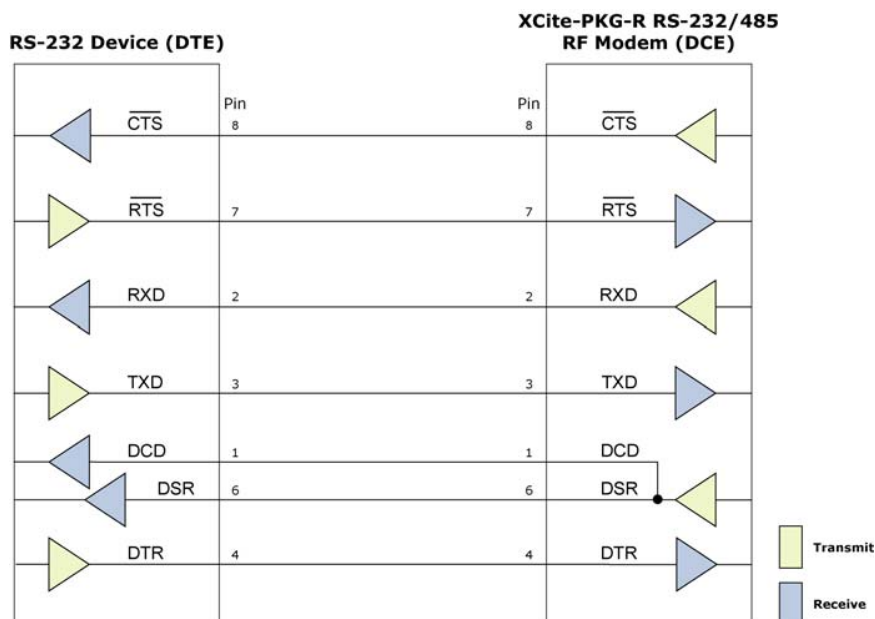 XCite-PKG-R RS-232/485
RS-232 Device (DTE) RF Modem (DCE)
Pin Pin
CTS 8 8 CTS
RTS 7 7 RTS
RXD 2 2 RXD
TXD 3 3 TXD
DCD 1 1 DCD
DSR 6 6 DSR
DTR 4 4 DTR
Transmit
Receive